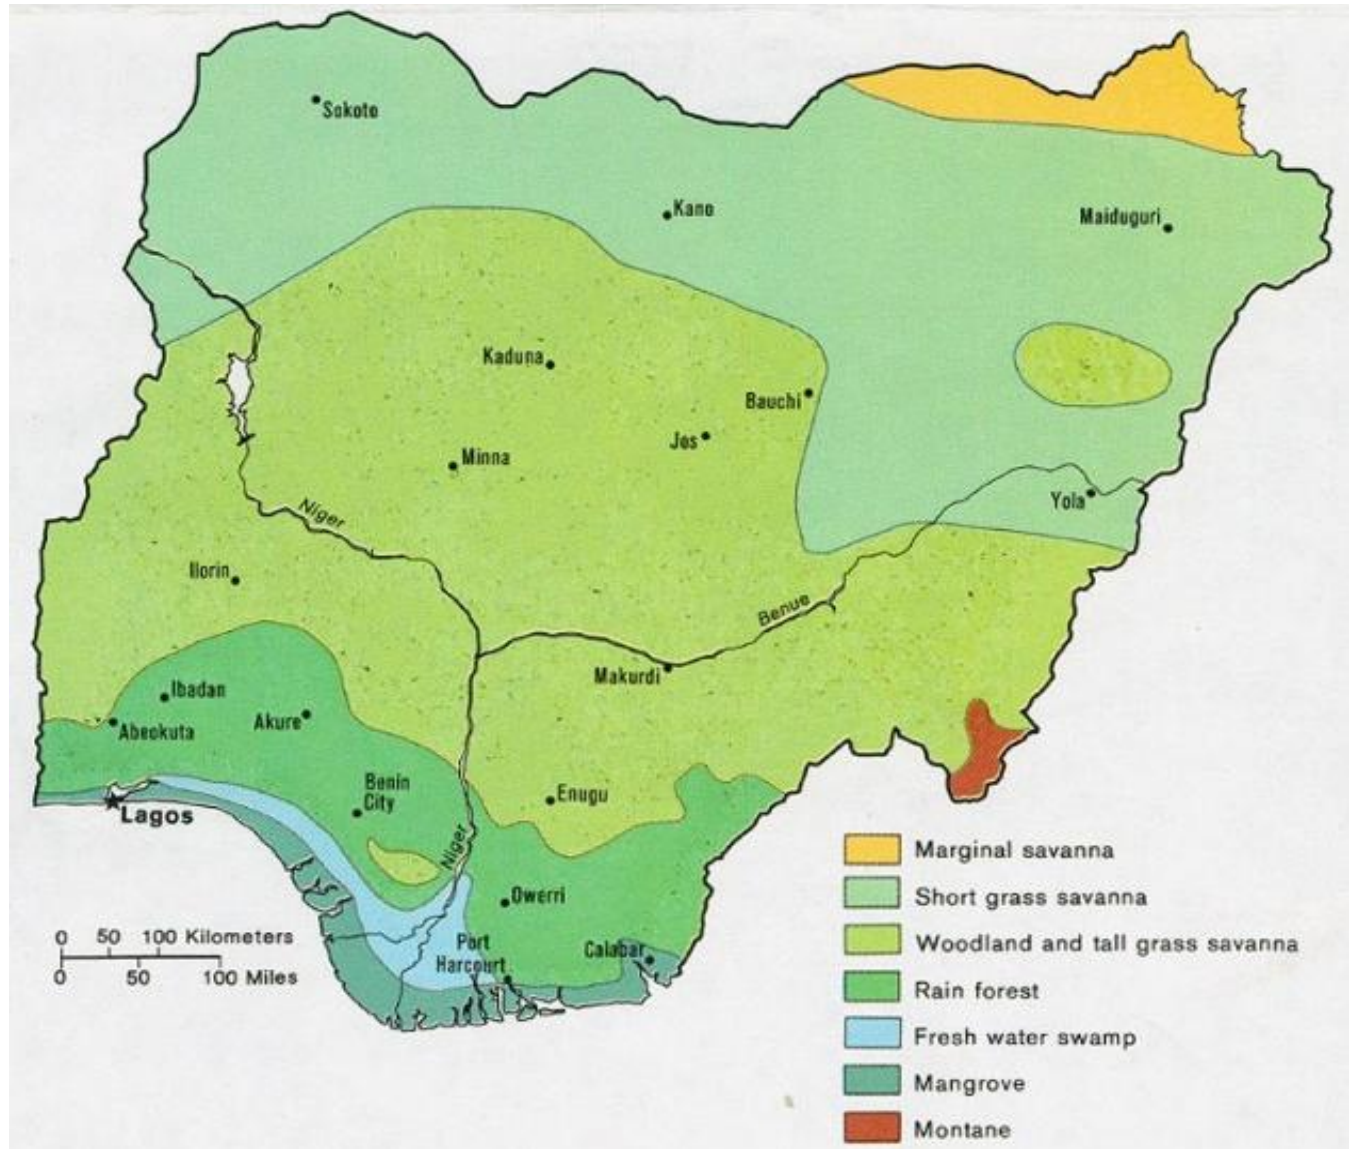 Sokoto
Kano
Maiduguri
Kaduna
Bauchi
Jos
Minna
Yola
Niger
Ilorin
Benue
Makurdi
Ibadan
Abeokuta
Akure
Benin
City
Enugu
Lagos
Niger
Owerri
Port
Harcourt
Calabar
0 50 100 Kilometers
0 50 100 Miles
Marginal savanna
Short grass savanna
Woodland and tall grass savanna
Rain forest
Fresh water swamp
Mangrove
Montane